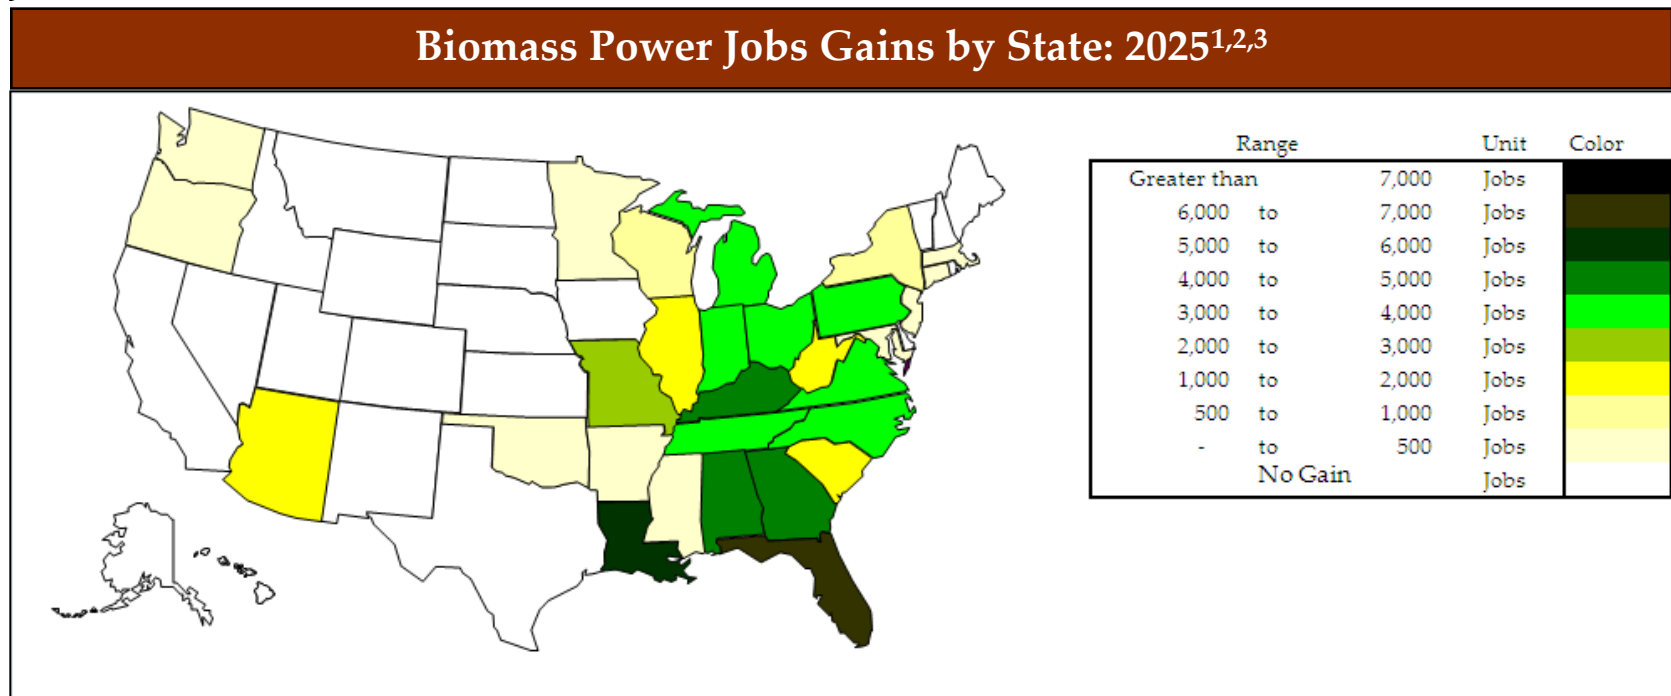 Biomass Power Jobs Gains by State: 2025¹,²,³
Range Unit Color
Greater than 7,000 Jobs
6,000 to 7,000 Jobs
5,000 to 6,000 Jobs
4,000 to 5,000 Jobs
3,000 to 4,000 Jobs
2,000 to 3,000 Jobs
1,000 to 2,000 Jobs
500 to 1,000 Jobs
- to 500 Jobs
No Gain Jobs